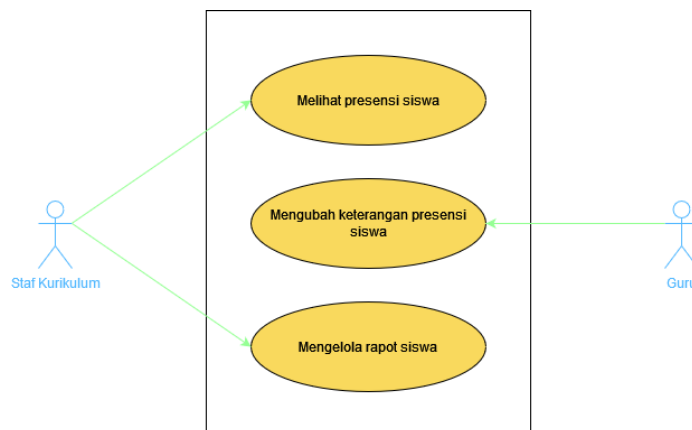 Melihat presensi siswa
Mengubah keterangan presensi
siswa
Staf Kurikulum
Guru
Mengelola rapot siswa